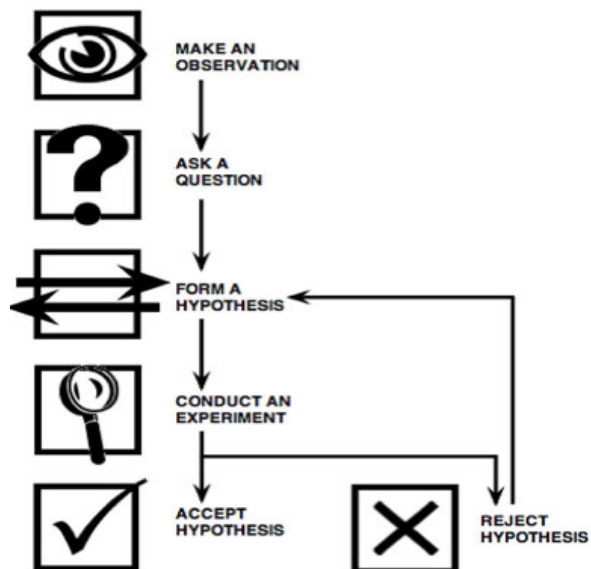 MAKE AN
OBSERVATION
ASK A
QUESTION
FORM A
HYPOTHESIS
CONDUCT AN
EXPERIMENT
ACCEPT
HYPOTHESIS
REJECT
HYPOTHESIS